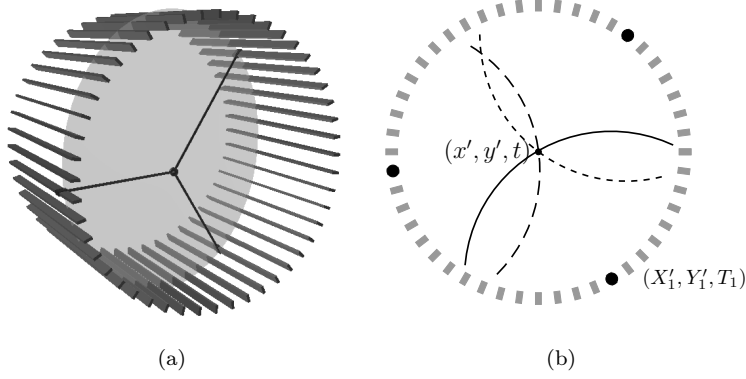 (x′, y′, t)
(X′₁, Y′₁, T₁)
(a)
(b)